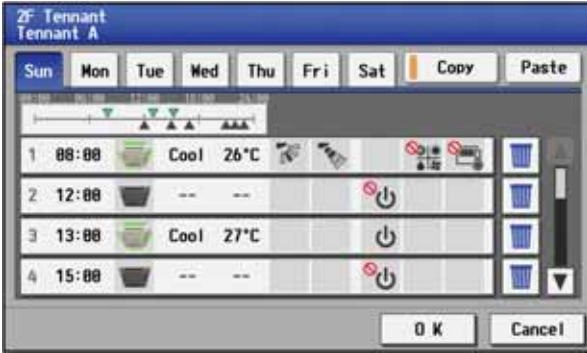 2F Tennant
Tennant A
Sun Mon Tue Wed Thu Fri Sat Copy Paste
1 08:00 Cool 26°C
2 12:00 -- --
3 13:00 Cool 27°C
4 15:00 -- --
OK Cancel